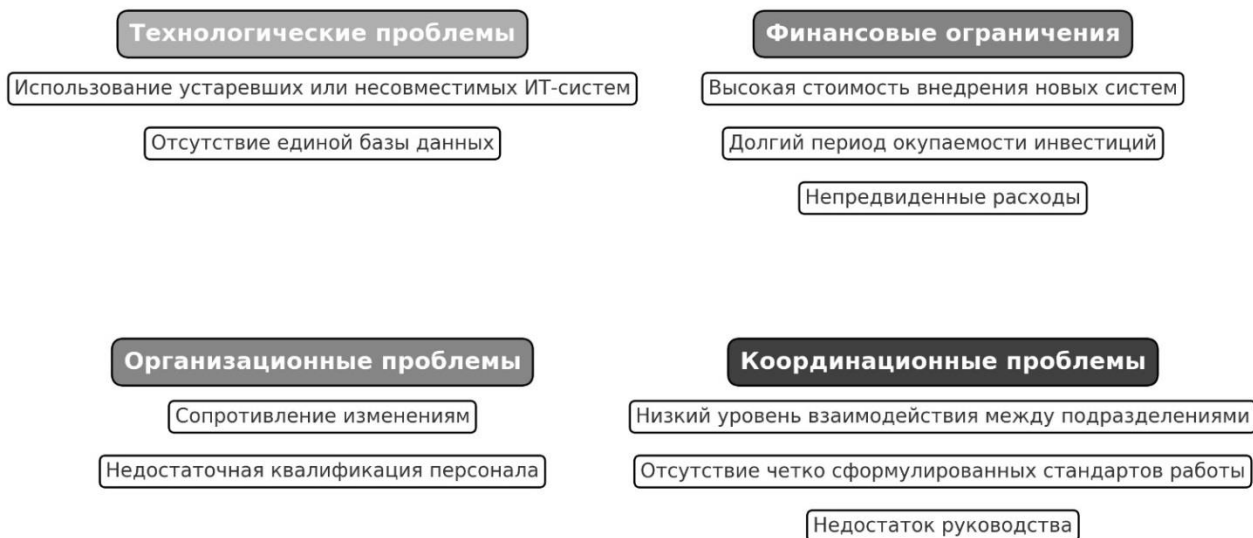 Технологические проблемы
Использование устаревших или несовместимых ИТ-систем
Отсутствие единой базы данных
Финансовые ограничения
Высокая стоимость внедрения новых систем
Долгий период окупаемости инвестиций
Непредвиденные расходы
Организационные проблемы
Сопротивление изменениям
Недостаточная квалификация персонала
Координационные проблемы
Низкий уровень взаимодействия между подразделениями
Отсутствие четко сформулированных стандартов работы
Недостаток руководства